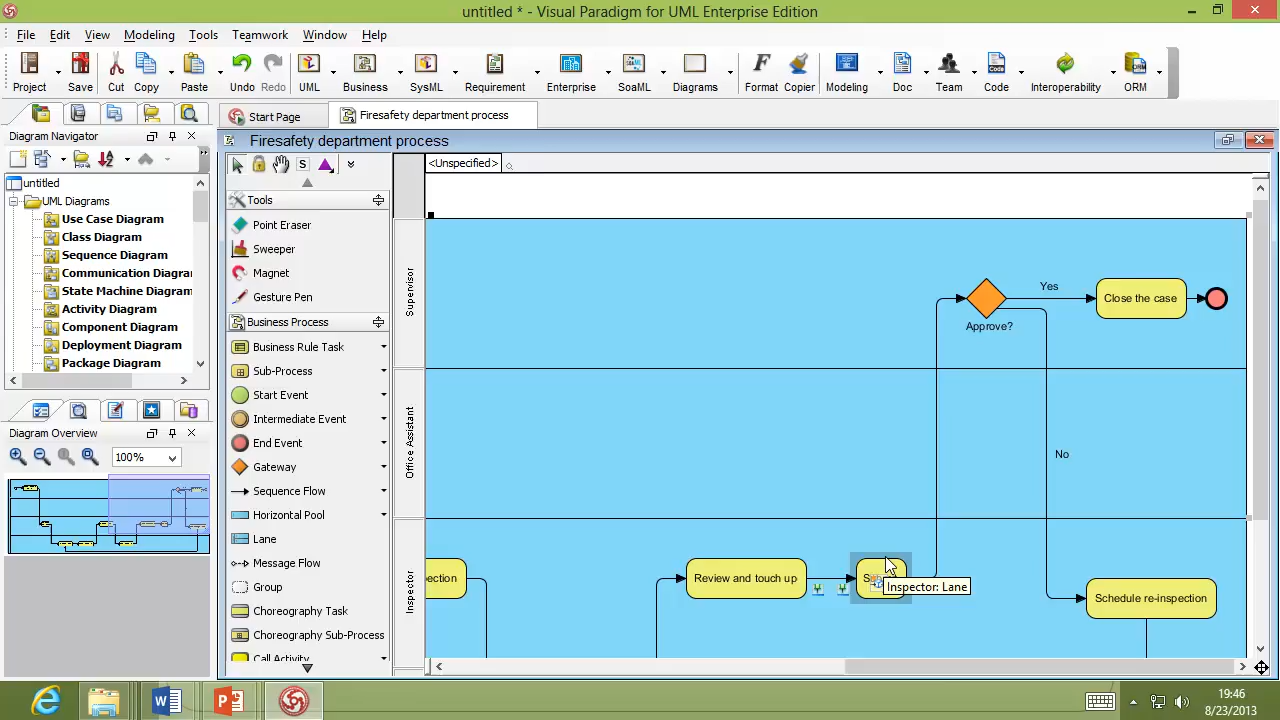 untitled * - Visual Paradigm for UML Enterprise Edition
File Edit View Modeling Tools Teamwork Window Help
Project Save Cut Copy Paste Undo Redo UML Business SysML Requirement Enterprise SoaML Diagrams Format Copier Modeling Doc Team Code Interoperability ORM
Start Page
Firesafety department process
Diagram Navigator
untitled
UML Diagrams
Use Case Diagram
Class Diagram
Sequence Diagram
Communication Diagram
State Machine Diagram
Activity Diagram
Component Diagram
Deployment Diagram
Package Diagram
Diagram Overview
100%
Firesafety department process
<Unspecified>
Tools
Point Eraser
Sweeper
Magnet
Gesture Pen
Business Process
Business Rule Task
Sub-Process
Start Event
Intermediate Event
End Event
Gateway
Sequence Flow
Horizontal Pool
Lane
Message Flow
Group
Choreography Task
Choreography Sub-Process
Call Activity
Supervisor
Approve?
Yes
Close the case
Office Assistant
No
Inspector
ection
Review and touch up
Inspector: Lane
Schedule re-inspection
19:46
8/23/2013